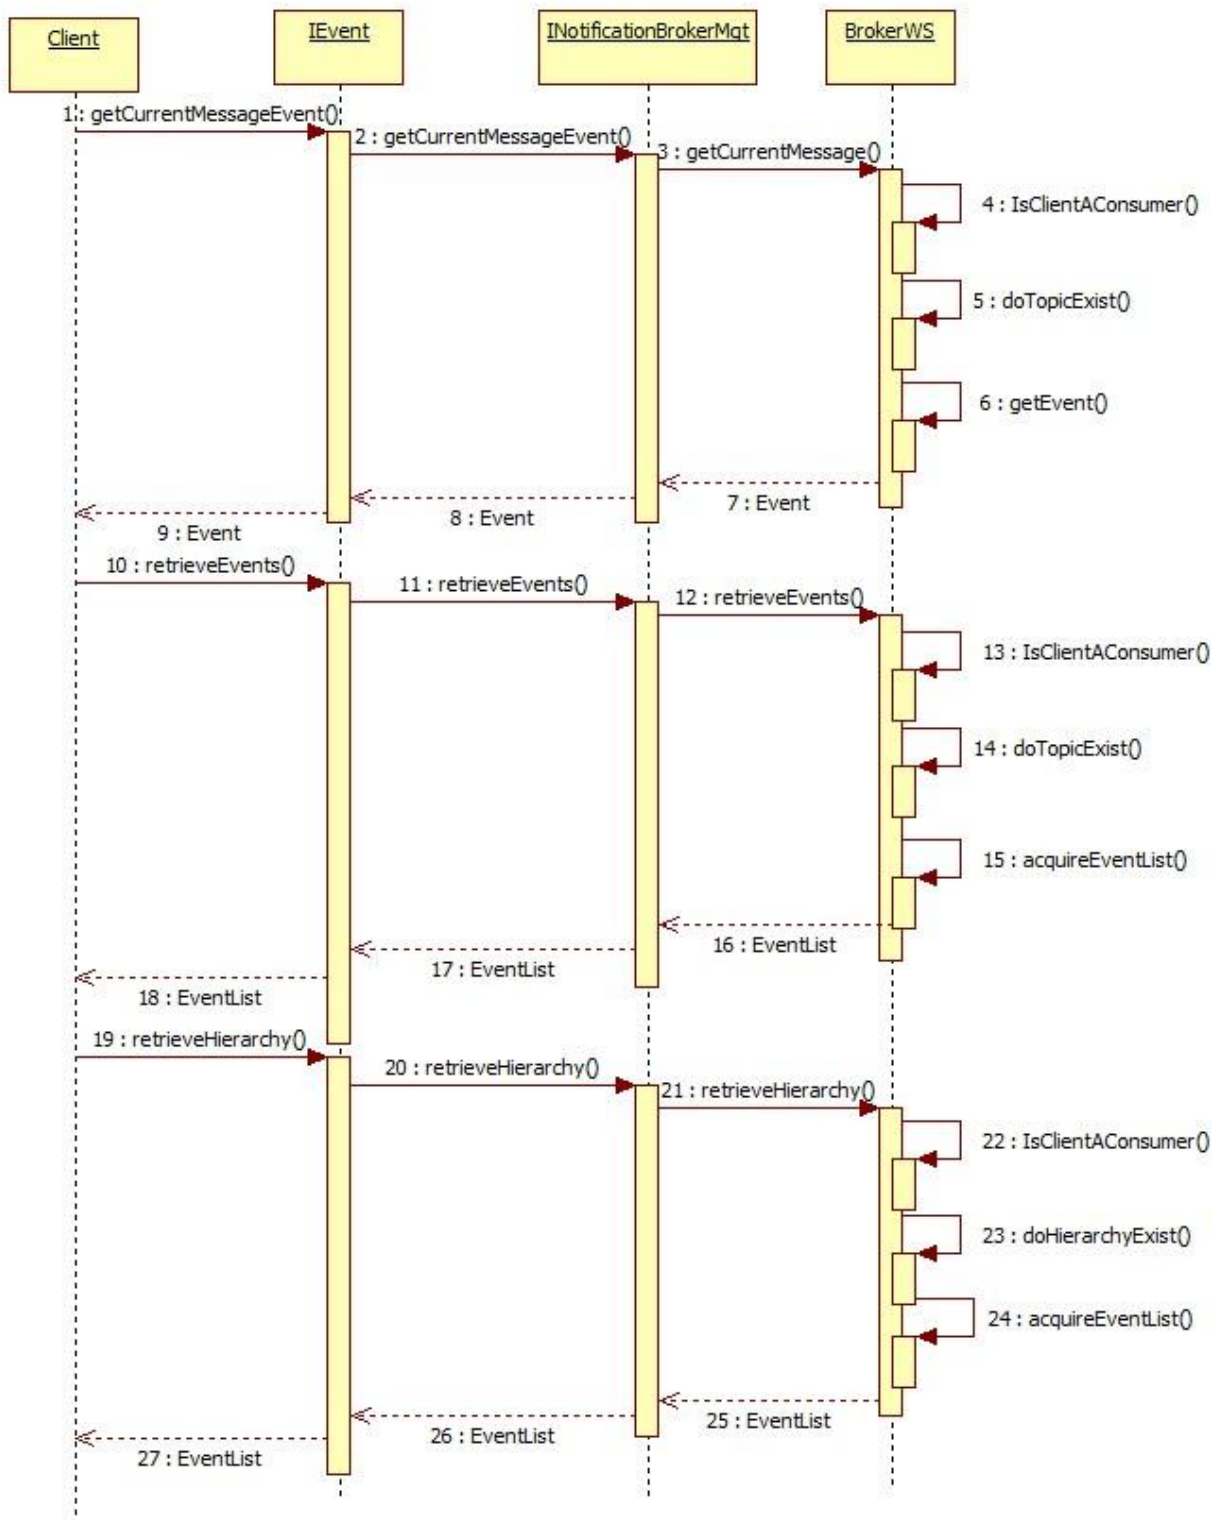 Client
IEvent
INotificationBrokerMgt
BrokerWS
1 : getCurrentMessageEvent()
2 : getCurrentMessageEvent()
3 : getCurrentMessage()
4 : IsClientAConsumer()
5 : doTopicExist()
6 : getEvent()
7 : Event
8 : Event
9 : Event
10 : retrieveEvents()
11 : retrieveEvents()
12 : retrieveEvents()
13 : IsClientAConsumer()
14 : doTopicExist()
15 : acquireEventList()
16 : EventList
17 : EventList
18 : EventList
19 : retrieveHierarchy()
20 : retrieveHierarchy()
21 : retrieveHierarchy()
22 : IsClientAConsumer()
23 : doHierarchyExist()
24 : acquireEventList()
25 : EventList
26 : EventList
27 : EventList